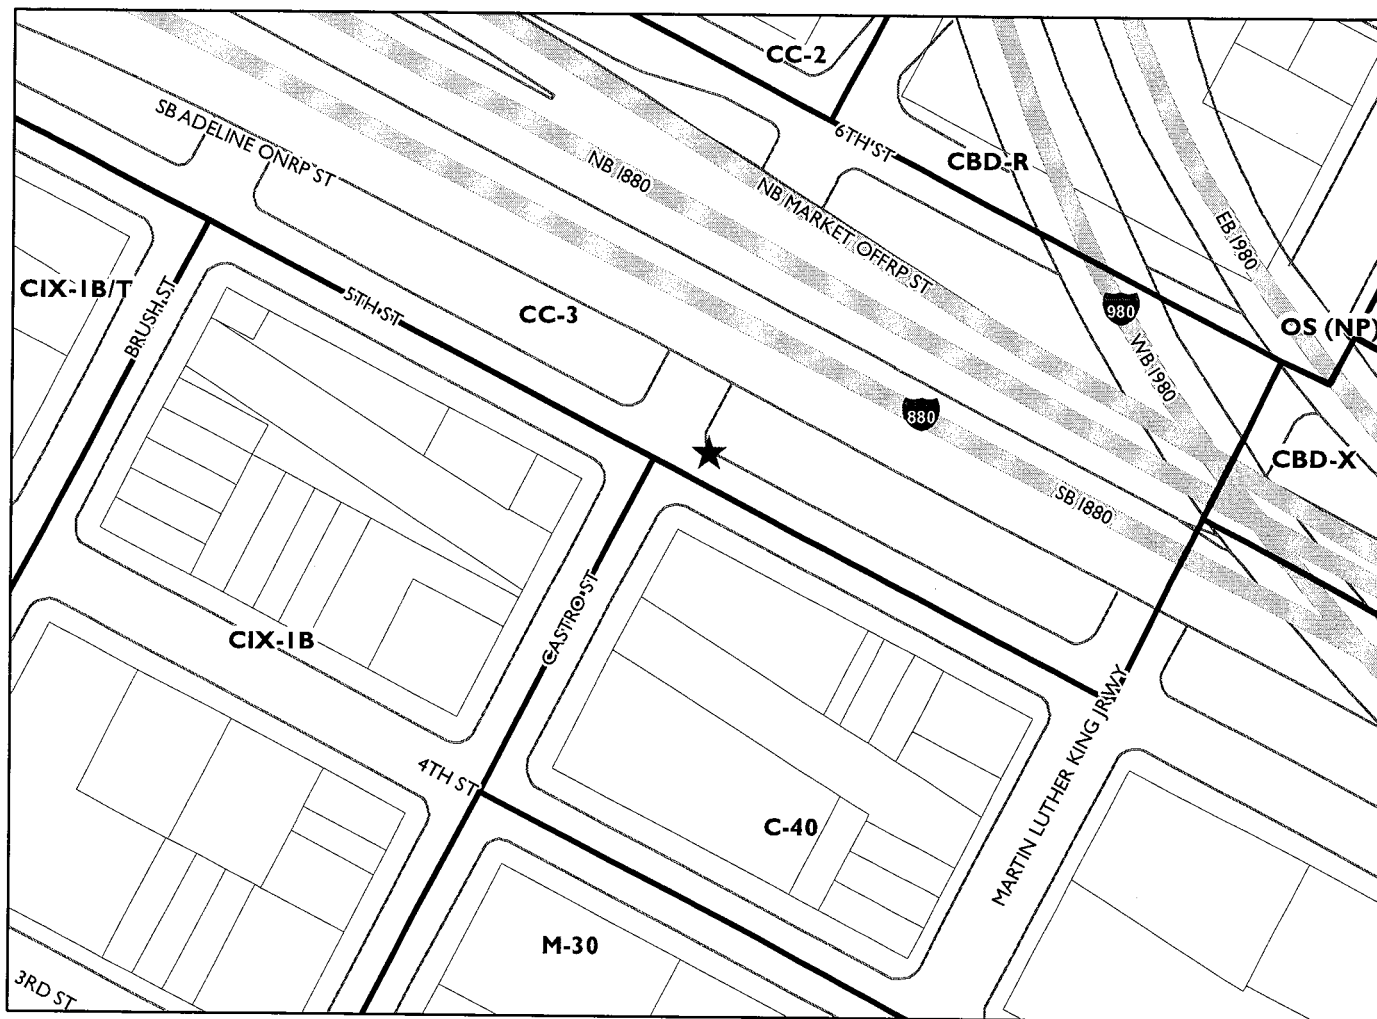 CC-2
SB ADELINE ONRP ST
NB I880
NB MARKET OFFRP ST
6TH ST
CBD-R
EB I980
CIX-1B/T
BRUSH ST
5TH ST
CC-3
980
WB I980
OS (NP)
880
CBD-X
SB I880
CIX-1B
CASTRO ST
4TH ST
MARTIN LUTHER KING JRWY
C-40
M-30
3RD ST